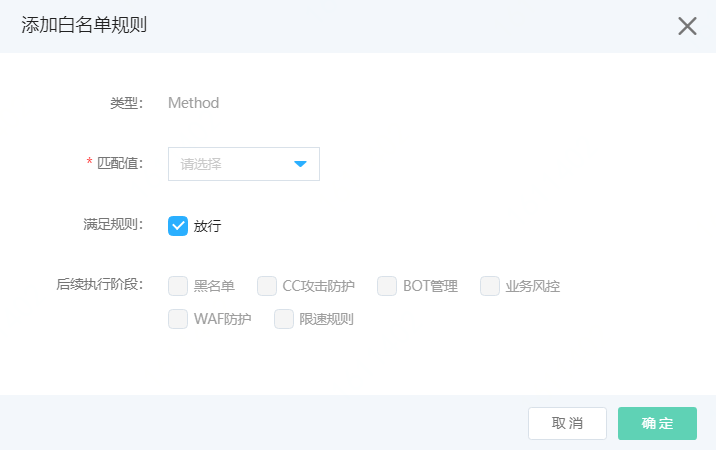 添加白名单规则
类型： Method
* 匹配值： 请选择
满足规则： 放行
后续执行阶段： 黑名单 CC攻击防护 BOT管理 业务风控
WAF防护 限速规则
取消 确定